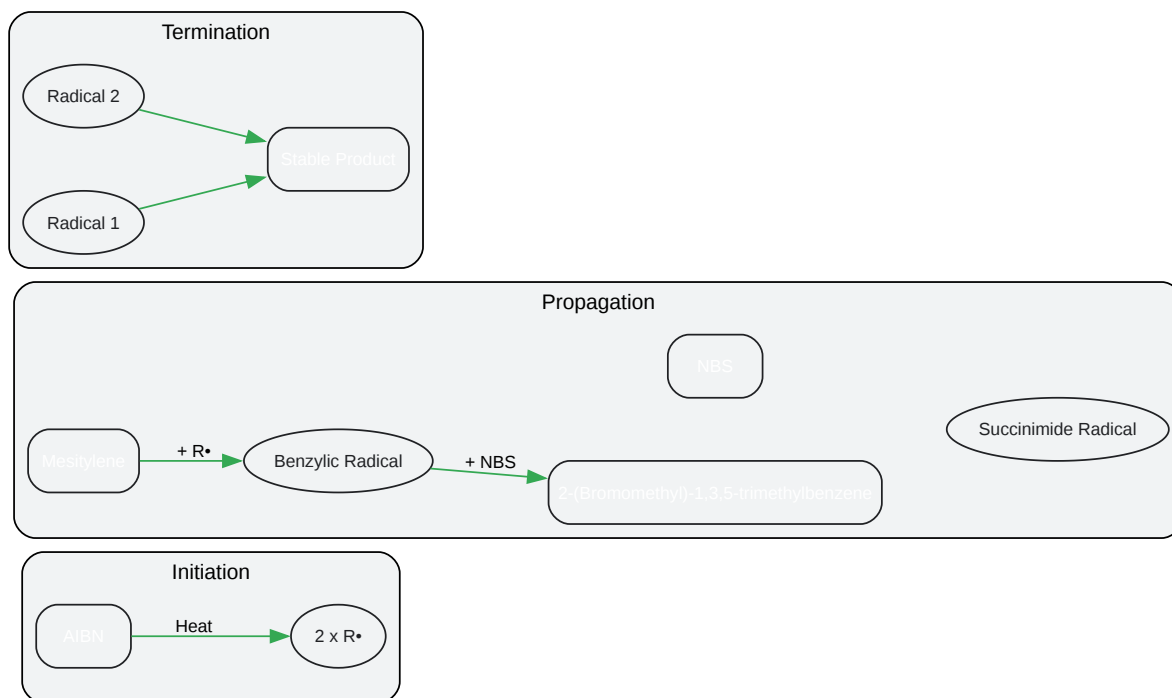 Termination
Radical 2
Stable Product
Radical 1
Propagation
NBS
Succinimide Radical
Mesitylene
+ R•
Benzylic Radical
+ NBS
2-(Bromomethyl)-1,3,5-trimethylbenzene
Initiation
AIBN
Heat
2 x R•